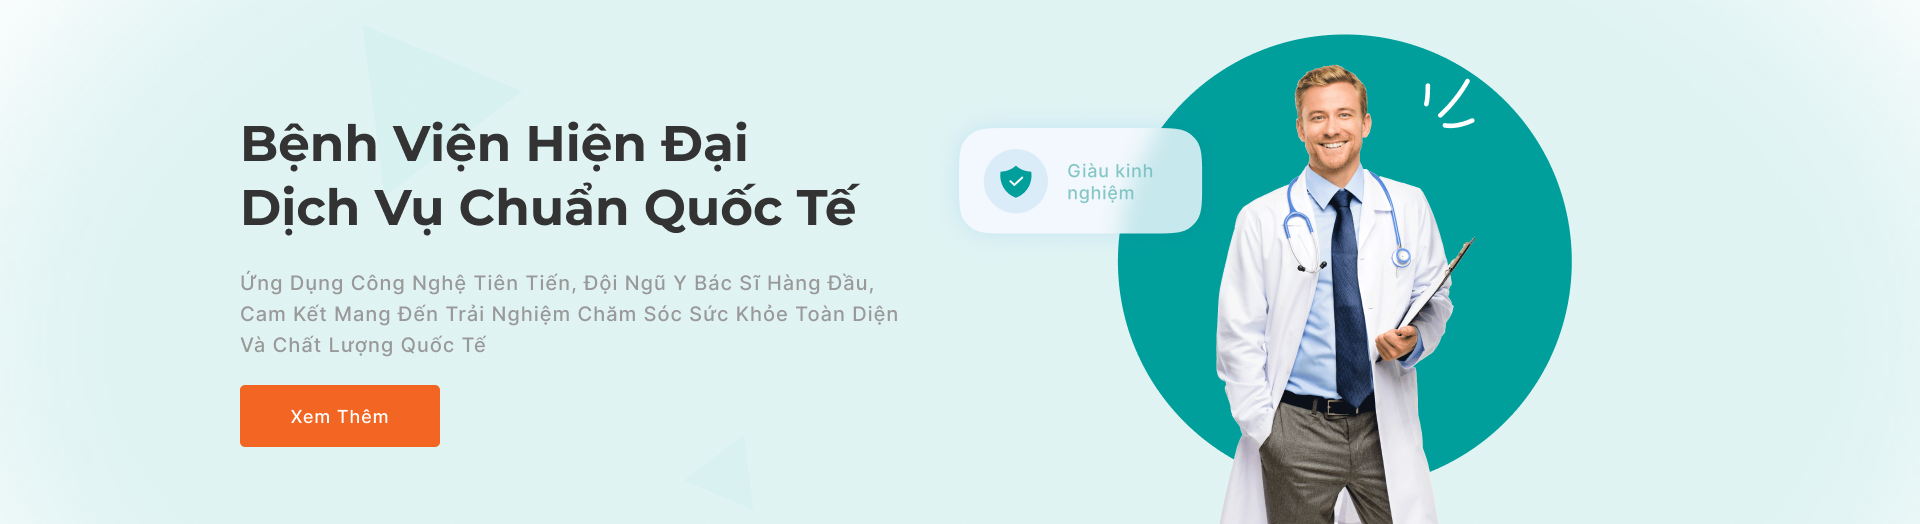 Bệnh Viện Hiện Đại
Dịch Vụ Chuẩn Quốc Tế
Ứng Dụng Công Nghệ Tiên Tiến, Đội Ngũ Y Bác Sĩ Hàng Đầu,
Cam Kết Mang Đến Trải Nghiệm Chăm Sóc Sức Khỏe Toàn Diện
Và Chất Lượng Quốc Tế
Xem Thêm
Giàu kinh
nghiệm